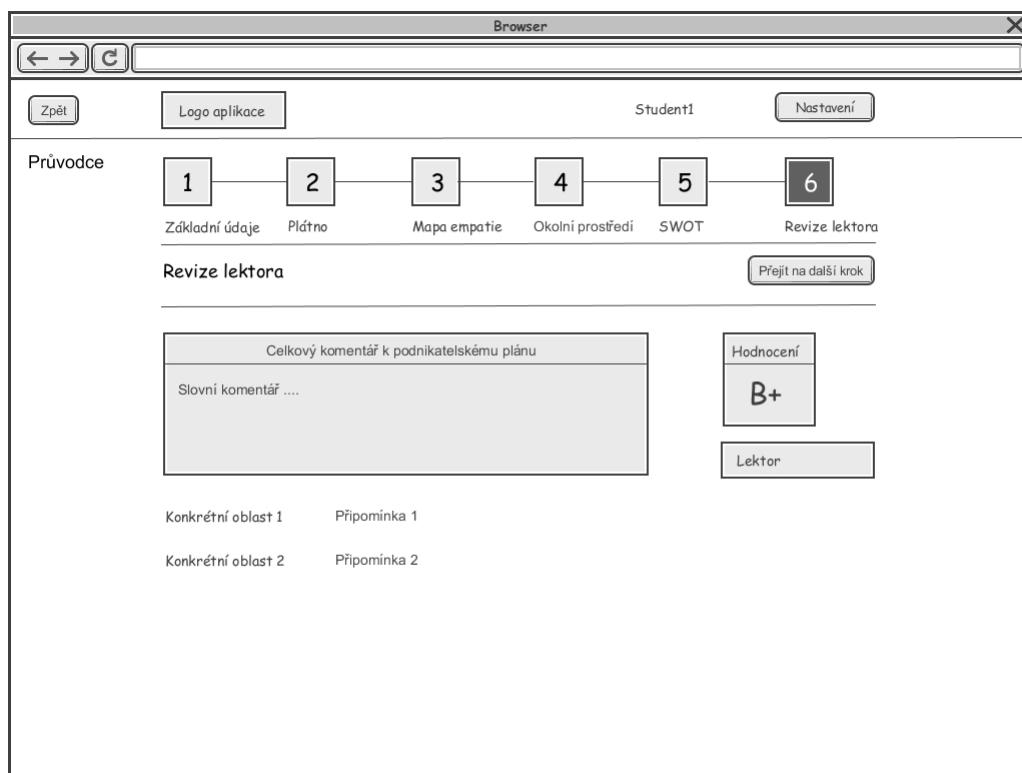 Browser
Zpět
Logo aplikace
Student1
Nastavení
Průvodce
1
2
3
4
5
6
Základní údaje
Plátno
Mapa empatie
Okolní prostředí
SWOT
Revize lektora
Revize lektora
Přejít na další krok
Celkový komentář k podnikatelskému plánu
Slovní komentář ....
Hodnocení
B+
Lektor
Konkrétní oblast 1
Připomínka 1
Konkrétní oblast 2
Připomínka 2